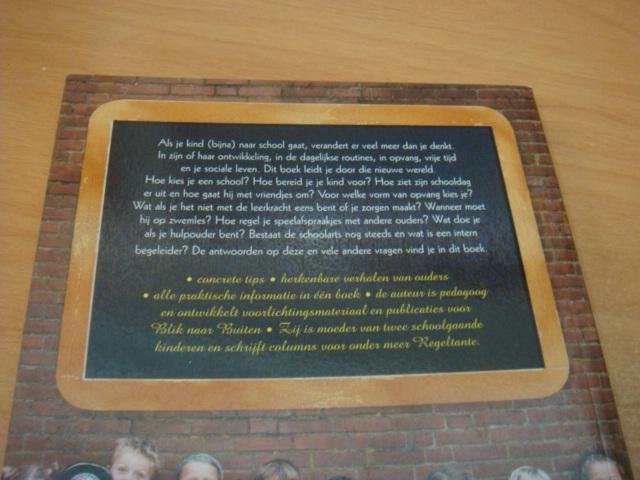 Als je kind (bijna) naar school gaat, verandert er veel meer dan je denkt.
In zijn of haar ontwikkeling, in de dagelijkse routines, in opvang, vrije tijd
en je sociale leven. Dit boek leidt je door die nieuwe wereld.
Hoe kies je een school? Hoe bereid je je kind voor? Hoe ziet zijn schooldag
er uit en hoe gaat hij met vriendjes om? Voor welke vorm van opvang kies je?
Wat als je het niet met de leerkracht eens bent of je zorgen maakt? Wanneer moet
hij op zwemles? Hoe regel je speelafspraakjes met andere ouders? Wat doe je
als je hulpouder bent? Bestaat de schoolarts nog steeds en wat is een intern
begeleider? De antwoorden op deze en vele andere vragen vind je in dit boek.
• concrete tips • herkenbare verhalen van ouders
• alle praktische informatie in één boek • de auteur is pedagoog
en ontwikkelt voorlichtingsmateriaal en publicaties voor
Blik naar Buiten • Zij is moeder van twee schoolgaande
kinderen en schrijft columns voor onder meer Regeltante.